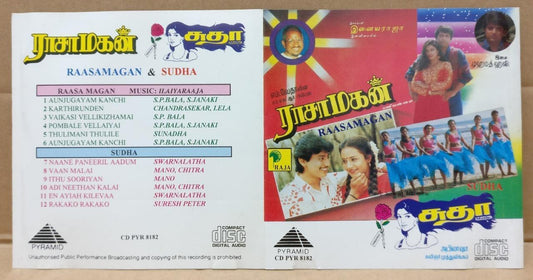 ராசாமகன்
சுதா
RAASAMAGAN & SUDHA
RAASA MAGAN MUSIC: ILAIYARAAJA
1 AUNJUGAYAM KANCHI S.P.BALA, S.JANAKI
2 KARTHIRUNDEN CHANDRASEKAR, LELA
3 VAIKASI VELLIKIZHAMAI S.P. BALA
4 POMBALE VELLAIYAI S.P.BALA, S.JANAKI
5 THULIMANI THULILE SUNADHA
6 AUNJUGAYAM KANCHI S.P.BALA, S.JANAKI
SUDHA
7 NAANE PANEERIL AADUM SWARNALATHA
8 VAAN MALAI MANO, CHITRA
9 ITHU SOORIYAN MANO
10 ADI NEETHAN KALAI MANO, CHITRA
11 EN AYIAH KILEVAA SWARNALATHA
12 RAKAKO RAKAKO SURESH PETER
PYRAMID
CD PYR 8182
COMPACT
disc
DIGITAL AUDIO
Unauthorised Public Performance Broadcasting and copying of this recording is prohibited.
இளையராஜா
இசை
ராசாமகன்
RAASAMAGAN
RAJA
SUDHA
சுதா
PYRAMID
CD PYR 8182
COMPACT
disc
DIGITAL AUDIO